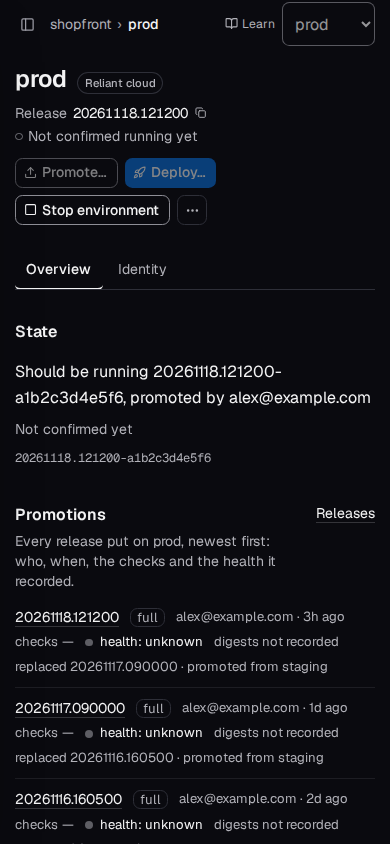 shopfront › prod
Learn
prod
prod
Reliant cloud
Release 20261118.121200
Not confirmed running yet
Promote...
Deploy...
Stop environment
Overview
Identity
State
Should be running 20261118.121200-
a1b2c3d4e5f6, promoted by alex@example.com
Not confirmed yet
20261118.121200-a1b2c3d4e5f6
Promotions
Releases
Every release put on prod, newest first:
who, when, the checks and the health it
recorded.
20261118.121200 full alex@example.com · 3h ago
checks — health: unknown digests not recorded
replaced 20261117.090000 · promoted from staging
20261117.090000 full alex@example.com · 1d ago
checks — health: unknown digests not recorded
replaced 20261116.160500 · promoted from staging
20261116.160500 full alex@example.com · 2d ago
checks — health: unknown digests not recorded